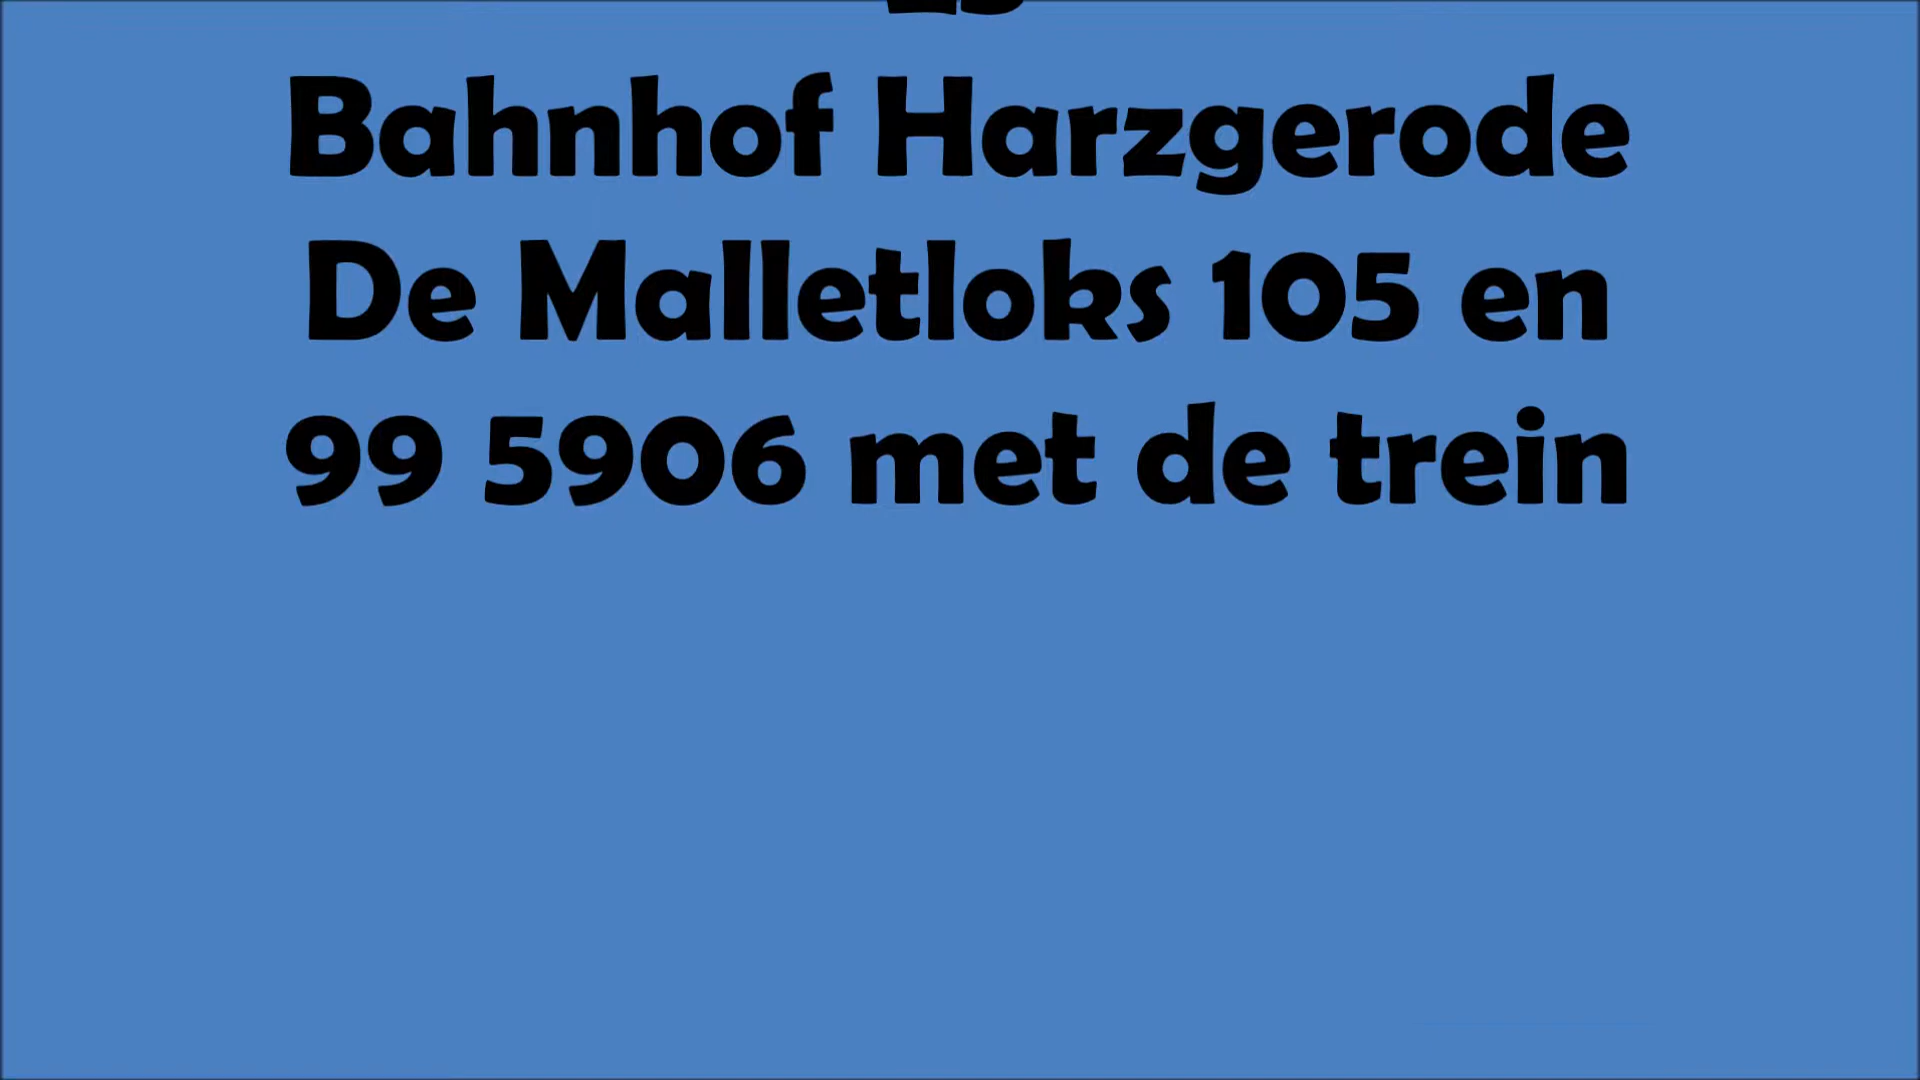 Bahnhof Harzgerode
De Malletloks 105 en
99 5906 met de trein